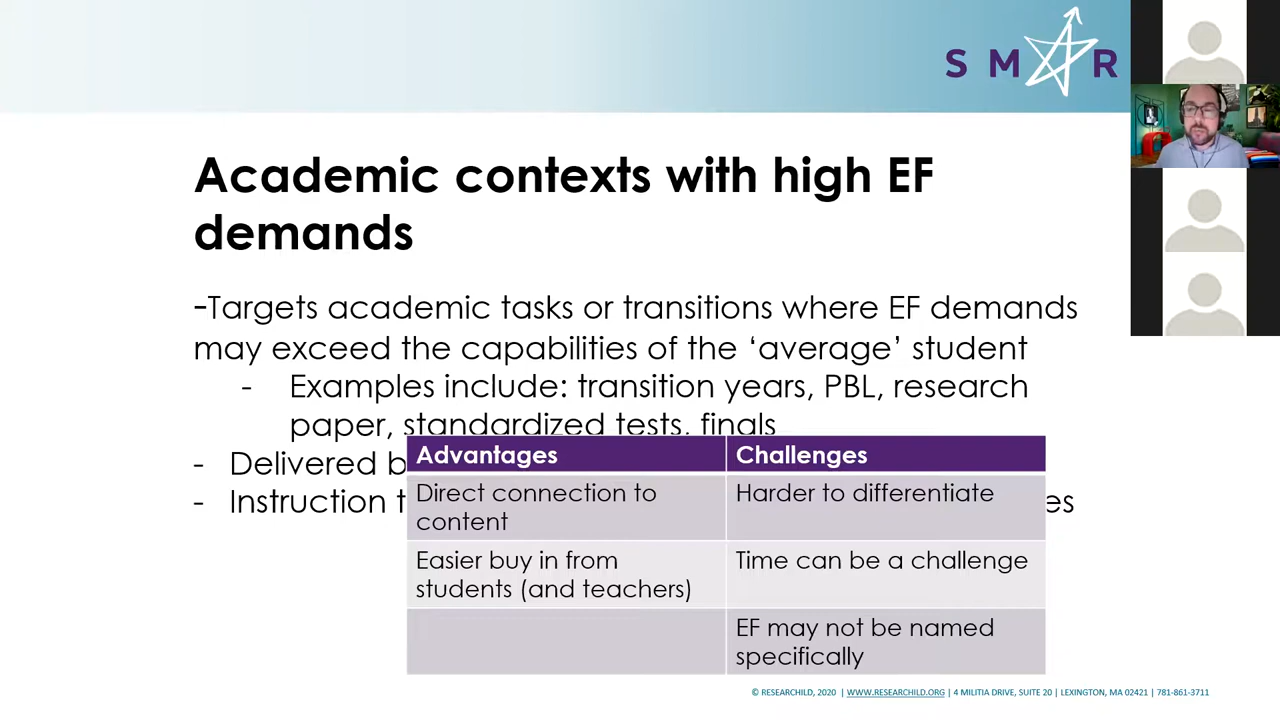 S M R
Academic contexts with high EF
demands
-Targets academic tasks or transitions where EF demands
may exceed the capabilities of the ‘average’ student
- Examples include: transition years, PBL, research
paper, standardized tests, finals
- Delivered b
- Instruction t es
Advantages Challenges
Direct connection to Harder to differentiate
content
Easier buy in from Time can be a challenge
students (and teachers)
EF may not be named
specifically
© RESEARCHILD, 2020 | WWW.RESEARCHILD.ORG | 4 MILITIA DRIVE, SUITE 20 | LEXINGTON, MA 02421 | 781-861-3711